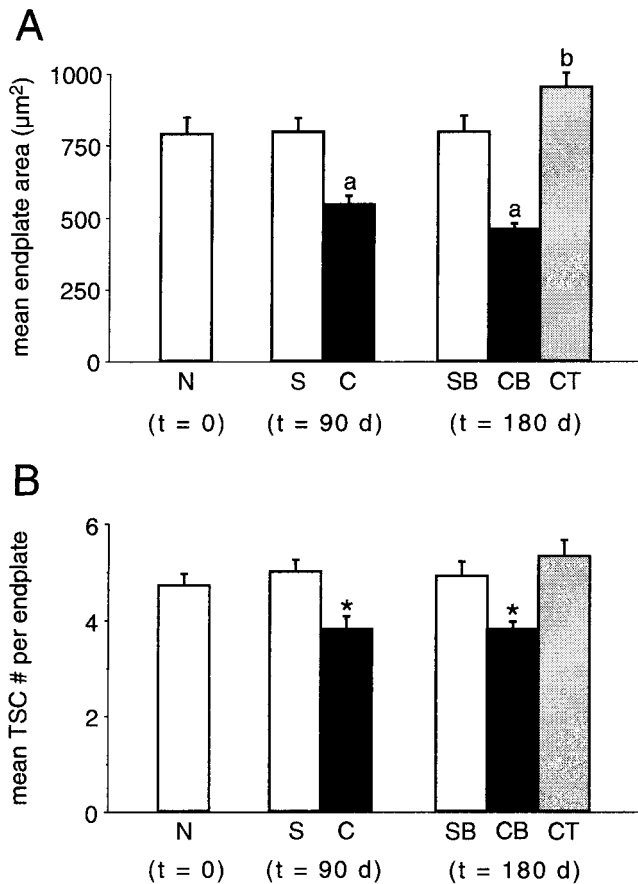 A
mean endplate area (µm²)
1000
750
500
250
0
a
a
b
N S C SB CB CT
(t = 0) (t = 90 d) (t = 180 d)
B
mean TSC # per endplate
6
4
2
0
*
*
N S C SB CB CT
(t = 0) (t = 90 d) (t = 180 d)